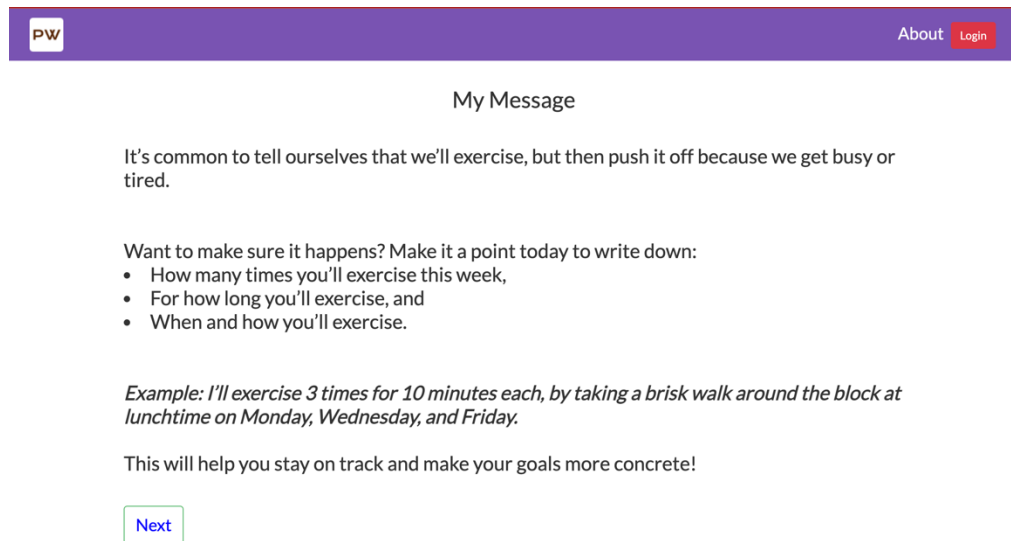 PW
About Login
My Message
It's common to tell ourselves that we'll exercise, but then push it off because we get busy or
tired.
Want to make sure it happens? Make it a point today to write down:
• How many times you'll exercise this week,
• For how long you'll exercise, and
• When and how you'll exercise.
Example: I'll exercise 3 times for 10 minutes each, by taking a brisk walk around the block at
lunchtime on Monday, Wednesday, and Friday.
This will help you stay on track and make your goals more concrete!
Next